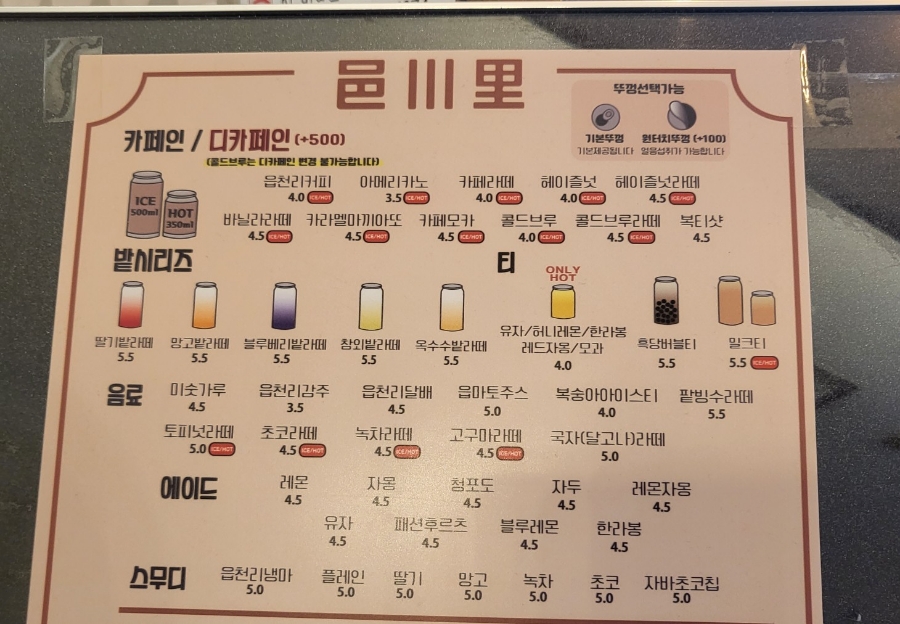 邑川里
뚜껑선택가능
기본뚜껑 원터치뚜껑 (+100)
기본제공됩니다 얼음섭취가 가능합니다
카페인 / 디카페인 (+500)
(콜드브루는 디카페인 변경 불가능합니다)
ICE 500ml
HOT 350ml
읍천리커피 아메리카노 카페라떼 헤이즐넛 헤이즐넛라떼
4.0 ICE/HOT 3.5 ICE/HOT 4.0 ICE/HOT 4.0 ICE/HOT 4.5 ICE/HOT
바닐라라떼 카라멜마끼아또 카페모카 콜드브루 콜드브루라떼 복티샷
4.5 ICE/HOT 4.5 ICE/HOT 4.5 ICE/HOT 4.0 ICE/HOT 4.5 ICE/HOT 4.5
밭시리즈
딸기밭라떼 망고밭라떼 블루베리밭라떼 참외밭라떼 옥수수밭라떼
5.5 5.5 5.5 5.5 5.5
티
ONLY HOT
유자/허니레몬/한라봉
레드자몽/모과
4.0
흑당버블티 밀크티
5.5 5.5 ICE/HOT
음료
미숫가루 읍천리감주 읍천리달배 읍마토주스 복숭아아이스티 팥빙수라떼
4.5 3.5 4.5 5.0 4.0 5.5
토피넛라떼 초코라떼 녹차라떼 고구마라떼 국자(달고나)라떼
5.0 ICE/HOT 4.5 ICE/HOT 4.5 ICE/HOT 4.5 ICE/HOT 5.0
에이드
레몬 자몽 청포도 자두 레몬자몽
4.5 4.5 4.5 4.5 4.5
유자 패션후르츠 블루레몬 한라봉
4.5 4.5 4.5 4.5
스무디
읍천리냉마 플레인 딸기 망고 녹차 초코 자바초코칩
5.0 5.0 5.0 5.0 5.0 5.0 5.0